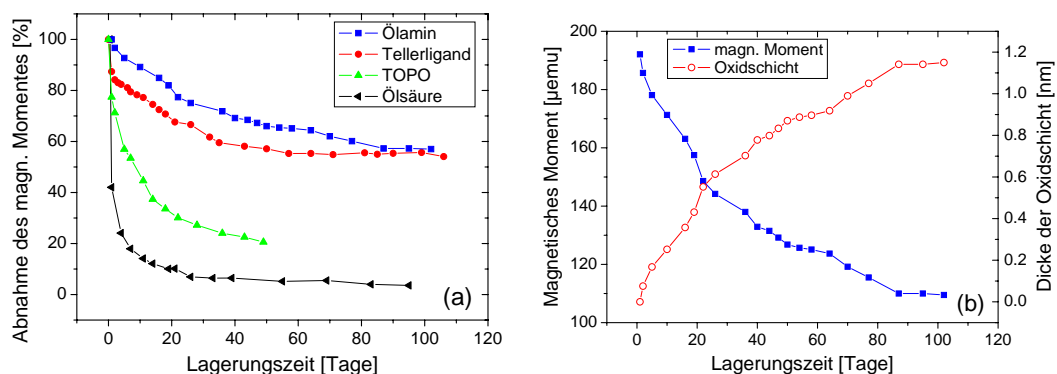 Abnahme des magn. Momentes [%]
100
80
60
40
20
0
Ölamin
Tellerligand
TOPO
Ölsäure
(a)
0 20 40 60 80 100 120
Lagerungszeit [Tage]
Magnetisches Moment [µemu]
200
180
160
140
120
100
magn. Moment
Oxidschicht
(b)
0 20 40 60 80 100 120
Lagerungszeit [Tage]
1.2
1.0
0.8
0.6
0.4
0.2
0.0
Dicke der Oxidschicht [nm]